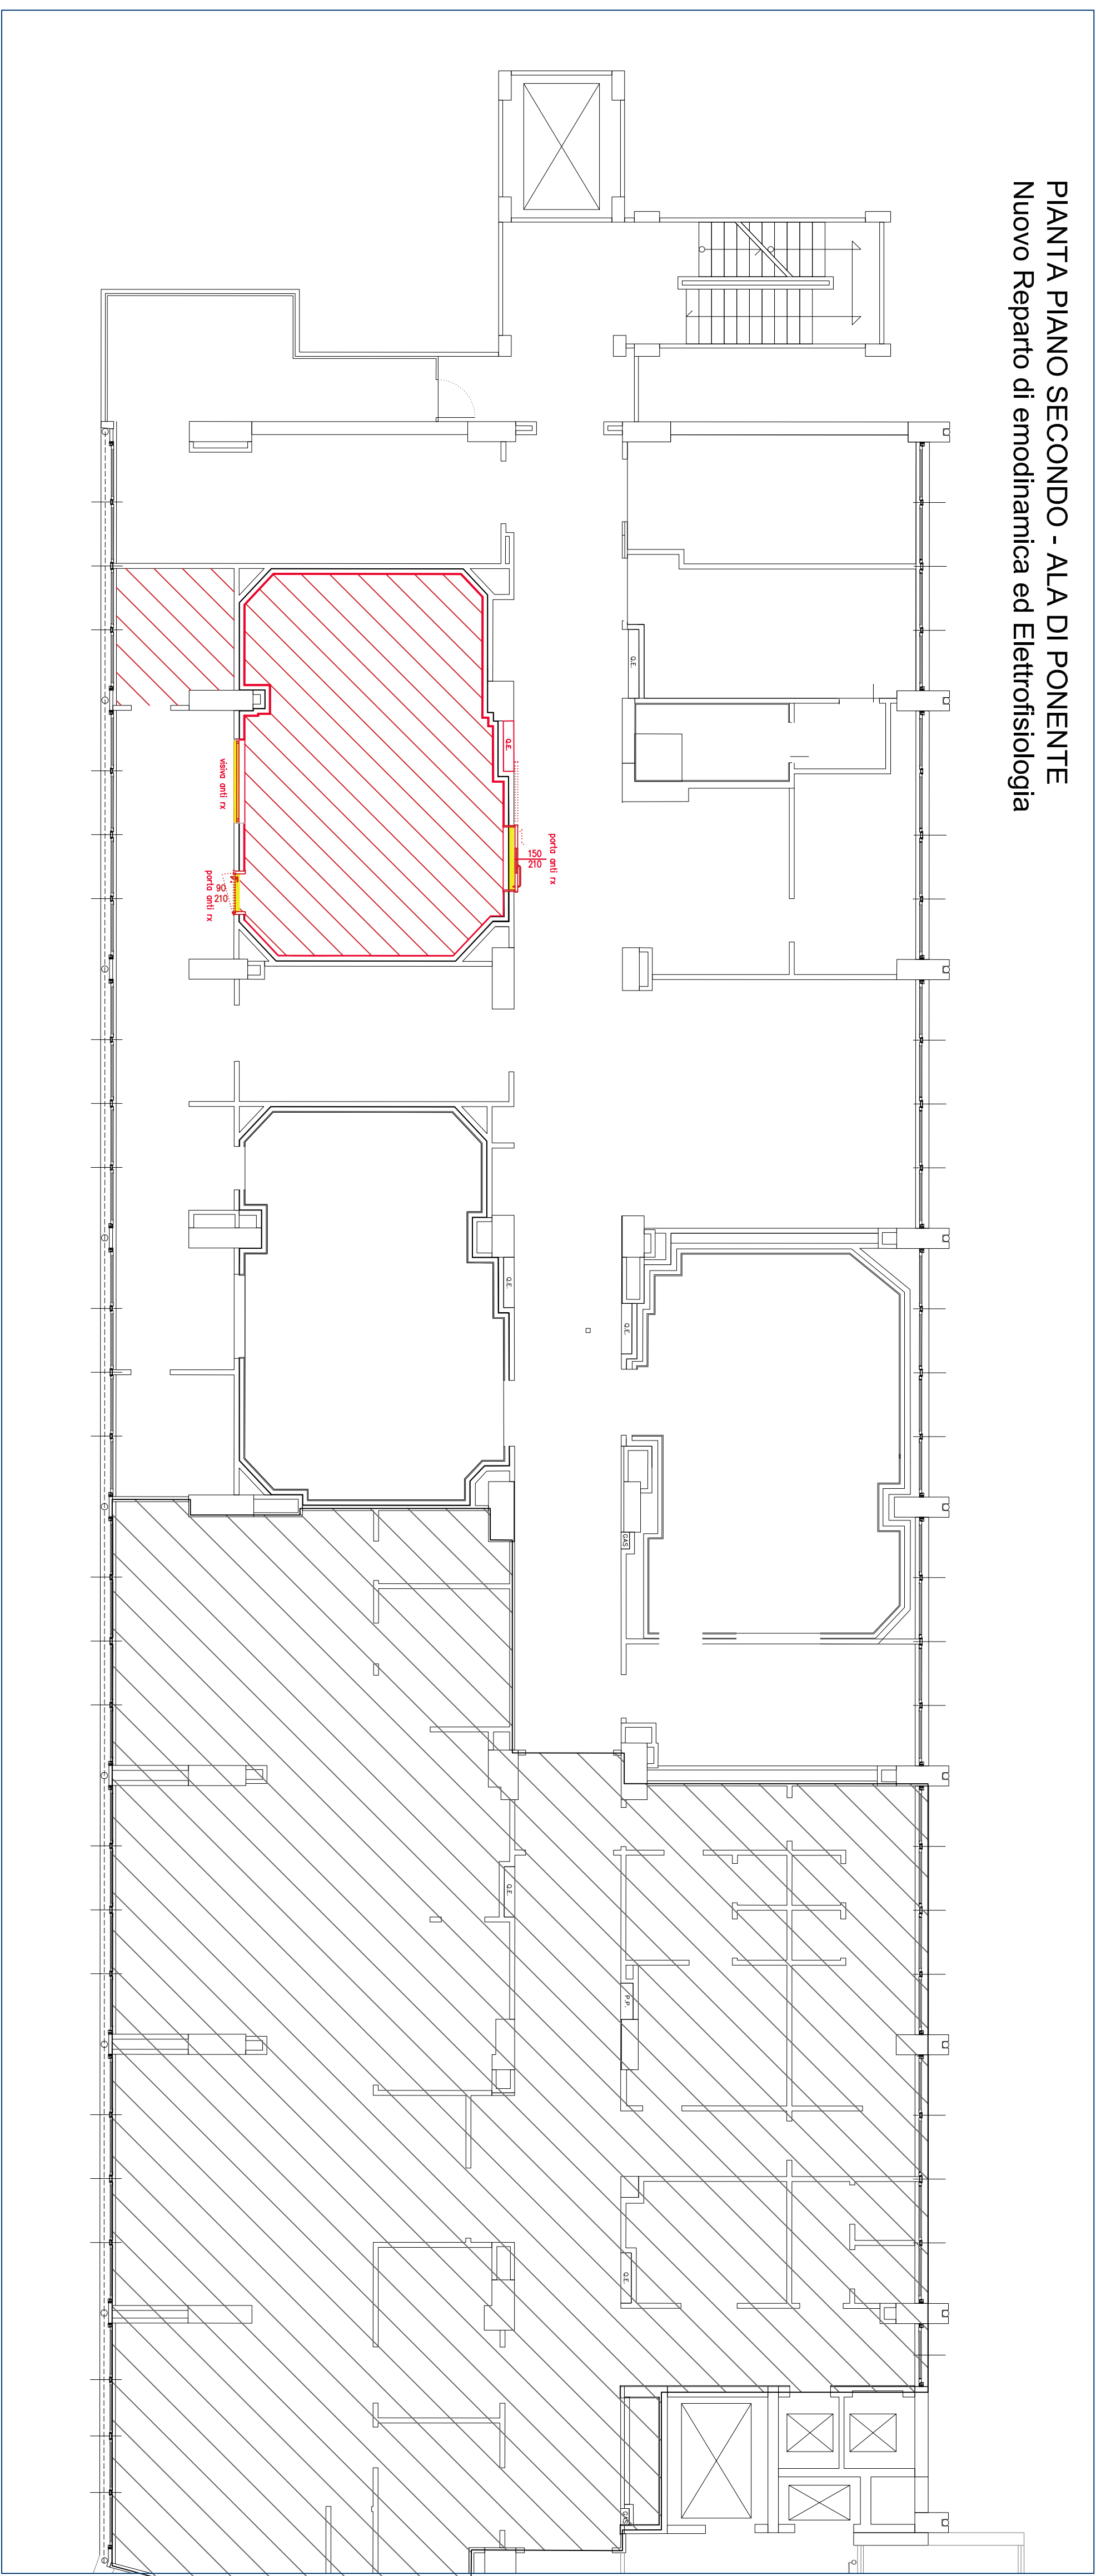 PIANTA PIANO SECONDO - ALA DI PONENTE
Nuovo Reparto di emodinamica ed Elettrofisiologia
Q.E.
Q.E.
visiva anti rx
porta anti rx
150
210
porta anti rx
90
210
Q.E.
Q.E.
GAS
Q.E.
P.P.
Q.E.
GAS